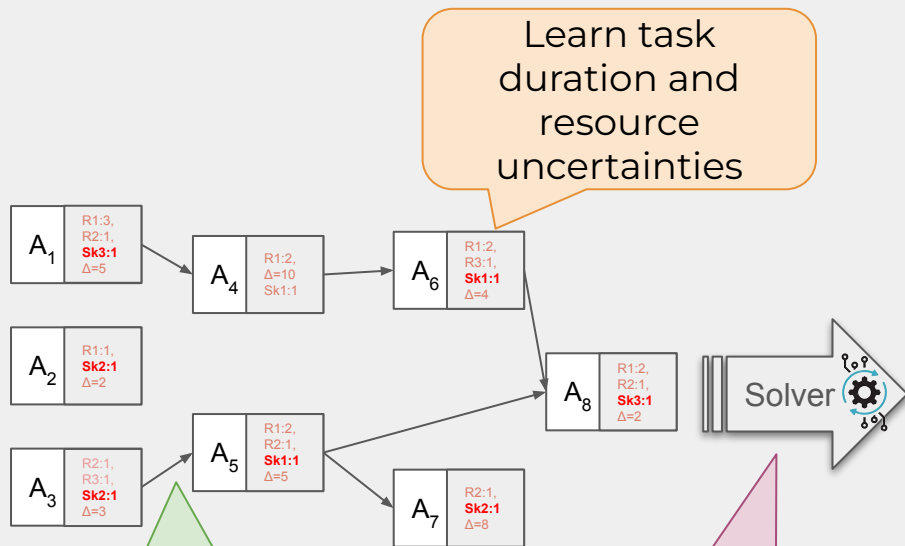 Learn task
duration and
resource
uncertainties
A1
R1:3,
R2:1,
Sk3:1
Δ=5
A4
R1:2,
Δ=10
Sk1:1
A6
R1:2,
R3:1,
Sk1:1
Δ=4
A2
R1:1,
Sk2:1
Δ=2
A8
R1:2,
R2:1,
Sk3:1
Δ=2
Solver
A3
R2:1,
R3:1,
Sk2:1
Δ=3
A5
R1:2,
R2:1,
Sk1:1
Δ=5
A7
R2:1,
Sk2:1
Δ=8